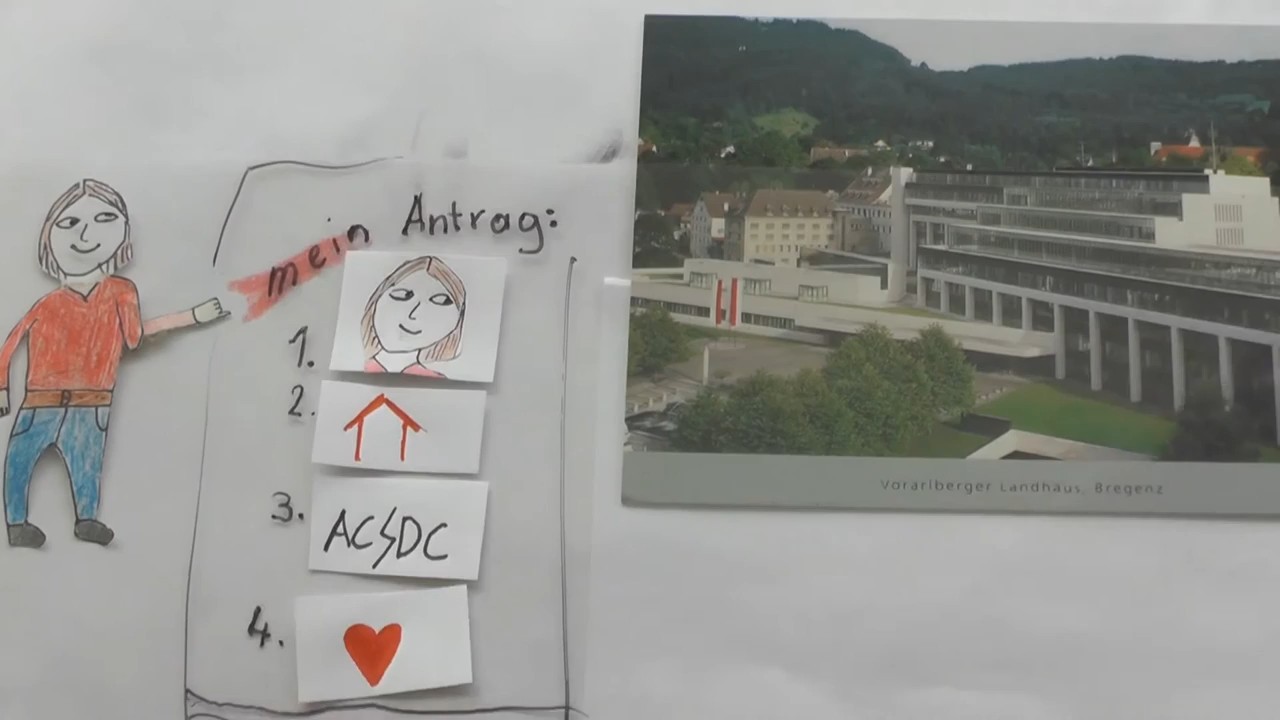 mein Antrag:
1.
2.
3. AC⚡DC
4.
Vorarlberger Landhaus, Bregenz